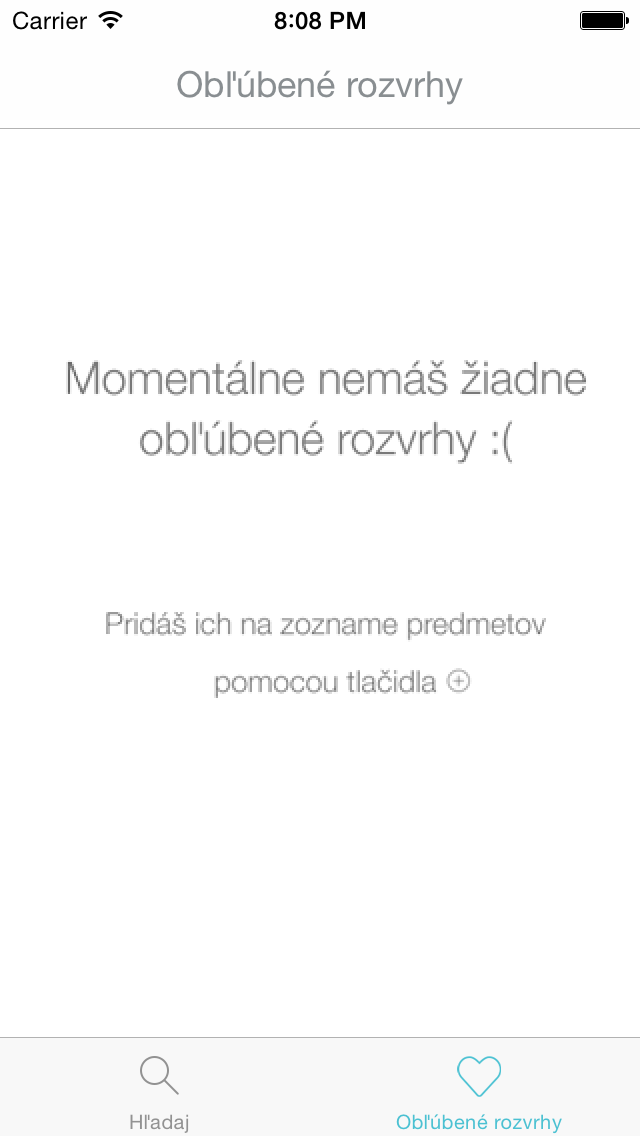 Carrier 8:08 PM
Obľúbené rozvrhy
Momentálne nemáš žiadne
obľúbené rozvrhy :(
Pridáš ich na zozname predmetov
pomocou tlačidla ⊕
Hľadaj
Obľúbené rozvrhy